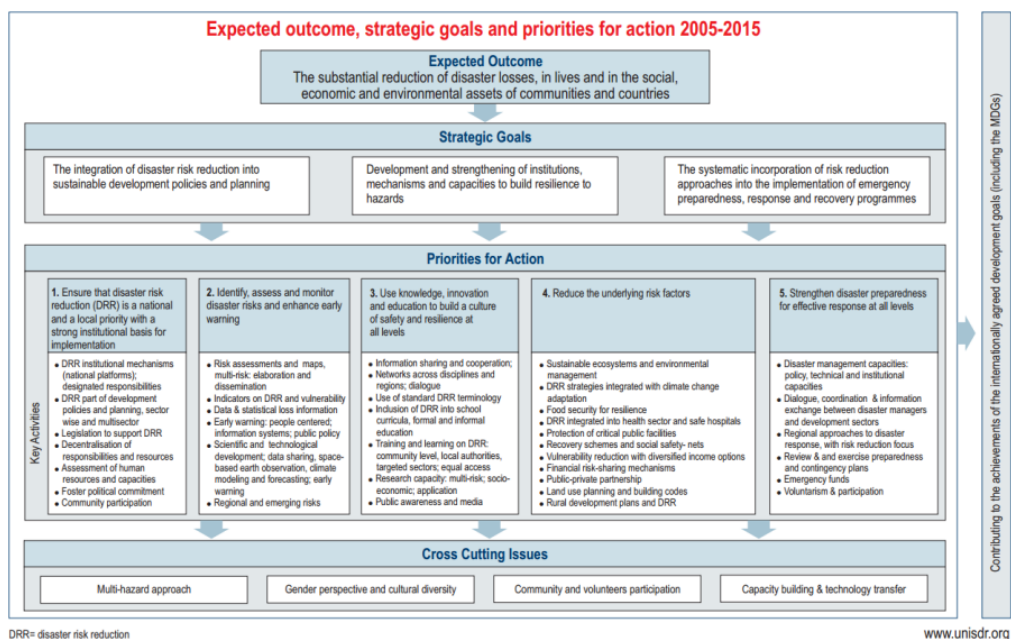 Expected outcome, strategic goals and priorities for action 2005-2015
Expected Outcome
The substantial reduction of disaster losses, in lives and in the social,
economic and environmental assets of communities and countries
Strategic Goals
The integration of disaster risk reduction into
sustainable development policies and planning
Development and strengthening of institutions,
mechanisms and capacities to build resilience to
hazards
The systematic incorporation of risk reduction
approaches into the implementation of emergency
preparedness, response and recovery programmes
Priorities for Action
1. Ensure that disaster risk
reduction (DRR) is a national
and a local priority with a
strong institutional basis for
implementation
2. Identify, assess and monitor
disaster risks and enhance early
warning
3. Use knowledge, innovation
and education to build a culture
of safety and resilience at
all levels
4. Reduce the underlying risk factors
5. Strengthen disaster preparedness
for effective response at all levels
Key Activities
• DRR institutional mechanisms
(national platforms);
designated responsibilities
• DRR part of development
policies and planning, sector
wise and multisector
• Legislation to support DRR
• Decentralisation of
responsibilities and resources
• Assessment of human
resources and capacities
• Foster political commitment
• Community participation
• Risk assessments and maps,
multi-risk: elaboration and
dissemination
• Indicators on DRR and vulnerability
• Data & statistical loss information
• Early warning: people centered;
information systems; public policy
• Scientific and technological
development; data sharing, space-
based earth observation, climate
modeling and forecasting; early
warning
• Regional and emerging risks
• Information sharing and cooperation;
• Networks across disciplines and
regions; dialogue
• Use of standard DRR terminology
• Inclusion of DRR into school
curricula, formal and informal
education
• Training and learning on DRR:
community level, local authorities,
targeted sectors; equal access
• Research capacity: multi-risk; socio-
economic; application
• Public awareness and media
• Sustainable ecosystems and environmental
management
• DRR strategies integrated with climate change
adaptation
• Food security for resilience
• DRR integrated into health sector and safe hospitals
• Protection of critical public facilities
• Recovery schemes and social safety- nets
• Vulnerability reduction with diversified income options
• Financial risk-sharing mechanisms
• Public-private partnership
• Land use planning and building codes
• Rural development plans and DRR
• Disaster management capacities:
policy, technical and institutional
capacities
• Dialogue, coordination & information
exchange between disaster managers
and development sectors
• Regional approaches to disaster
response, with risk reduction focus
• Review & and exercise preparedness
and contingency plans
• Emergency funds
• Voluntarism & participation
Cross Cutting Issues
Multi-hazard approach
Gender perspective and cultural diversity
Community and volunteers participation
Capacity building & technology transfer
Contributing to the achievements of the internationally agreed development goals (including the MDGs)
DRR= disaster risk reduction
www.unisdr.org